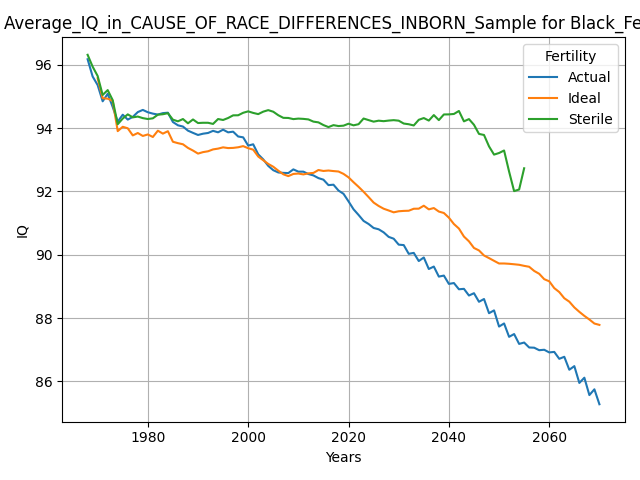 Average_IQ_in_CAUSE_OF_RACE_DIFFERENCES_INBORN_Sample for Black_Fe
Fertility
Actual
Ideal
Sterile
96
94
92
90
88
86
IQ
1980 2000 2020 2040 2060
Years